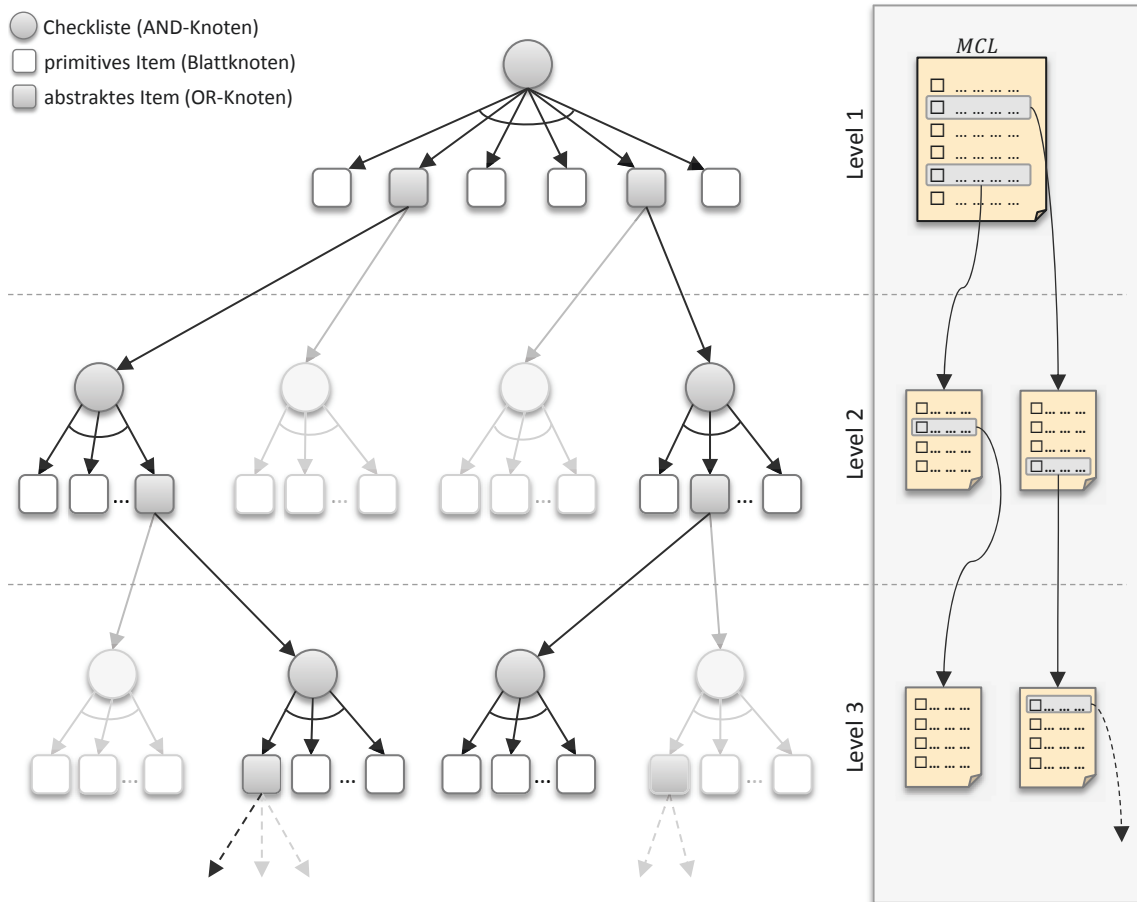 Checkliste (AND-Knoten)
primitives Item (Blattknoten)
abstraktes Item (OR-Knoten)
MCL
... ... ... ...
... ... ... ...
... ... ... ...
... ... ... ...
... ... ... ...
... ... ... ...
Level 1
... ... ...
... ... ...
... ... ...
... ... ...
... ... ...
... ... ...
... ... ...
... ... ...
Level 2
...
...
...
...
... ... ...
... ... ...
... ... ...
... ... ...
... ... ...
... ... ...
... ... ...
... ... ...
Level 3
...
...
...
...